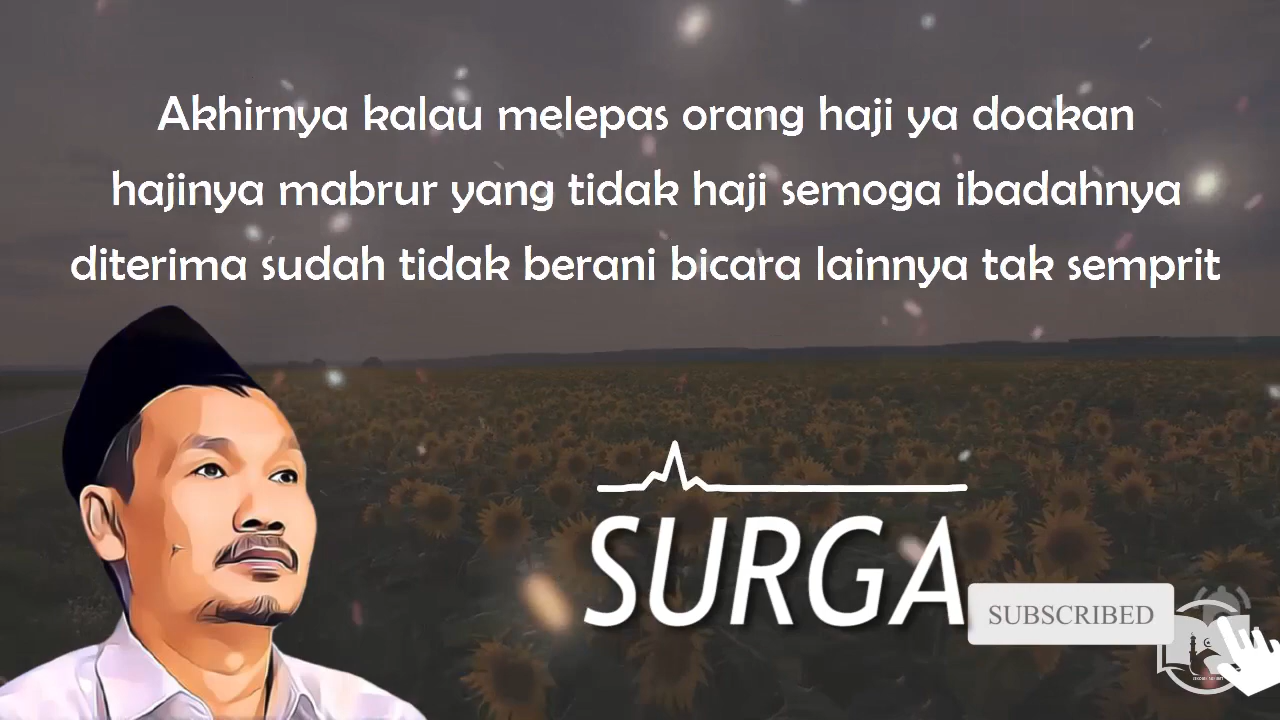 Akhirnya kalau melepas orang haji ya doakan
hajinya mabrur yang tidak haji semoga ibadahnya
diterima sudah tidak berani bicara lainnya tak semprit
SURGA
SUBSCRIBED